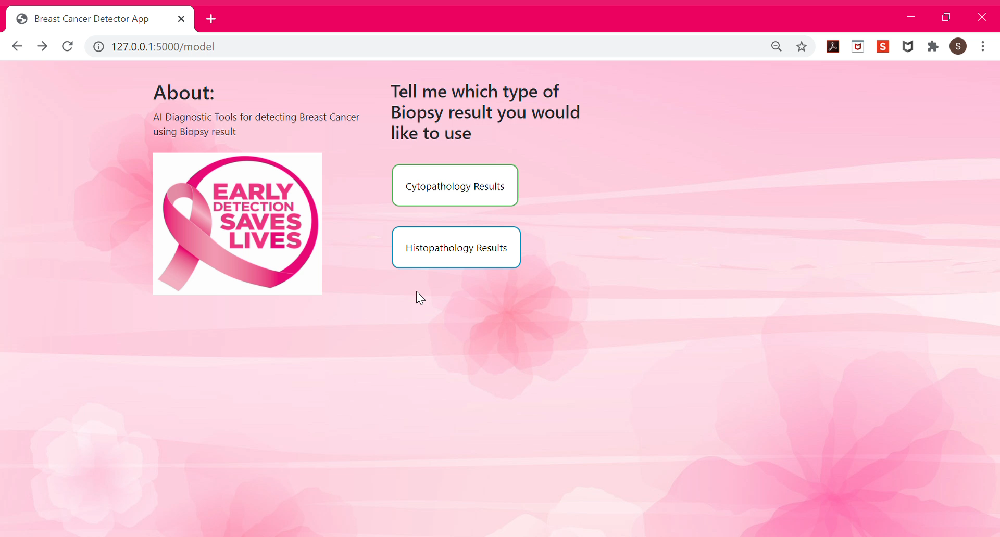 Breast Cancer Detector App
127.0.0.1:5000/model
S
S
About:
AI Diagnostic Tools for detecting Breast Cancer
using Biopsy result
EARLY
DETECTION
SAVES
LIVES
Tell me which type of
Biopsy result you would
like to use
Cytopathology Results
Histopathology Results